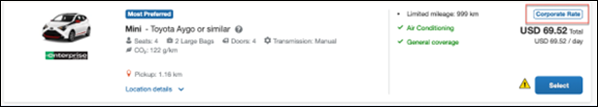 Most Preferred
Mini - Toyota Aygo or similar
Seats: 4 2 Large Bags Doors: 4 Transmission: Manual
CO₂: 122 g/km
enterprise
Pickup: 1.16 km
Location details
Limited mileage: 999 km
Air Conditioning
General coverage
Corporate Rate
USD 69.52 Total
USD 69.52 / day
Select